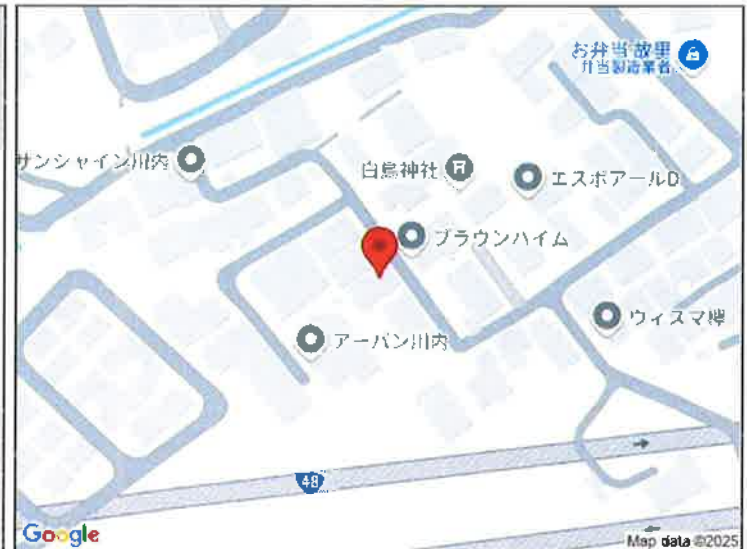 お弁当故里
弁当製造業者
サンシャイン川内
白鳥神社
エスポアールD
ブラウンハイム
ウィスマ欅
アーバン川内
48
Google
Map data ©2025